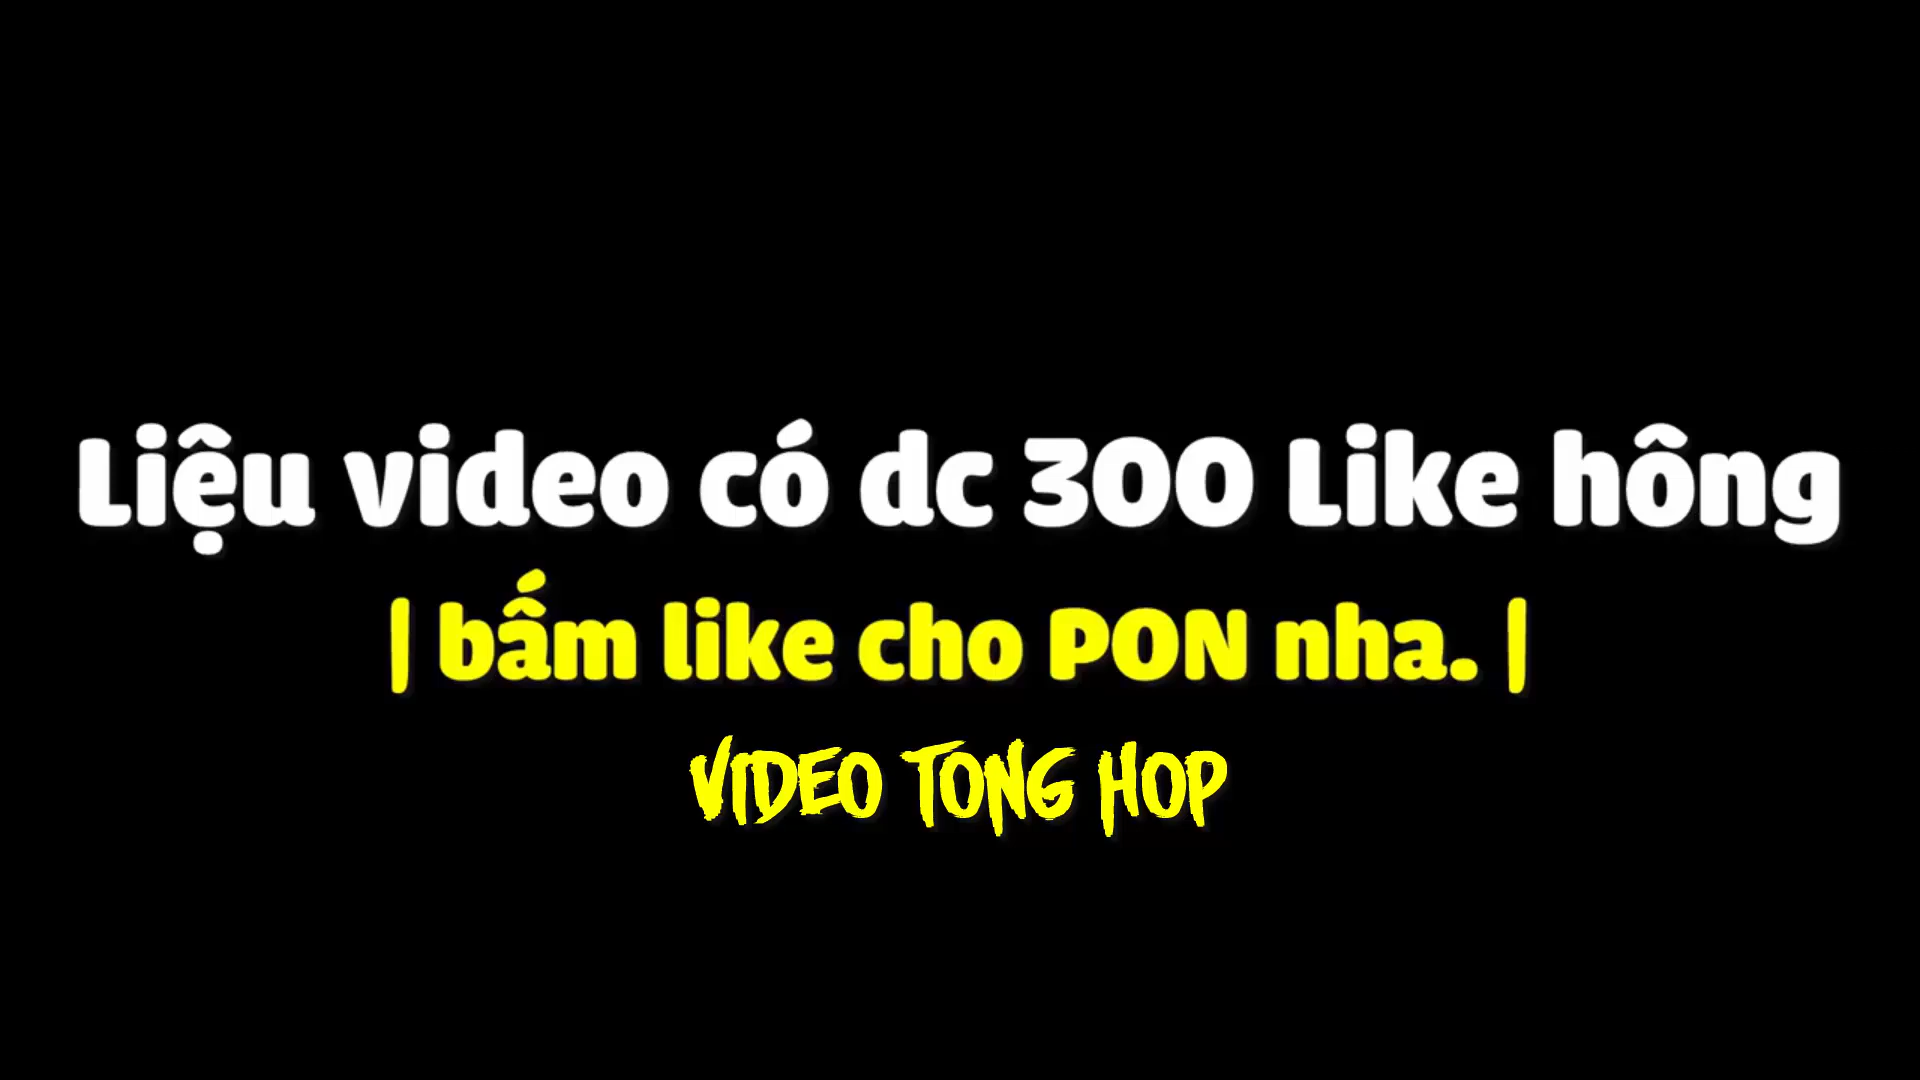 Liệu video có dc 300 Like hông
| bấm like cho PON nha. |
VIDEO TONG HOP